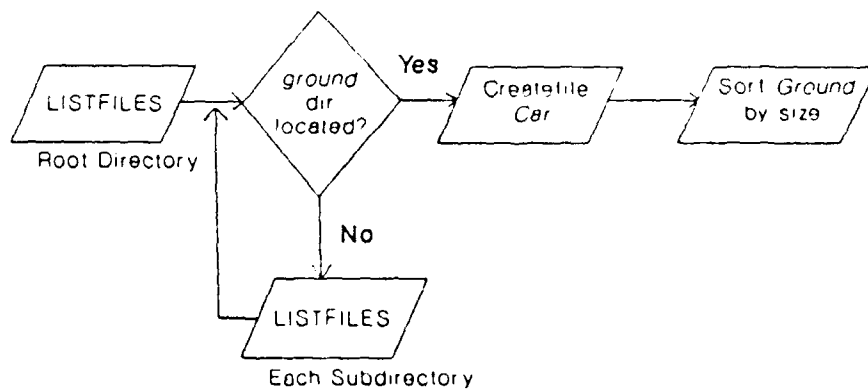 LISTFILES
Root Directory
ground
dir
located?
Yes
Createfile
Car
Sort Ground
by size
No
LISTFILES
Each Subdirectory